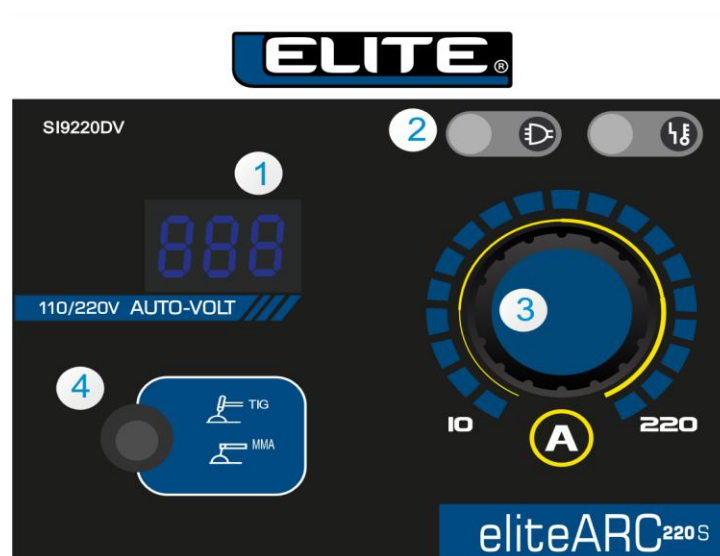 ELITE®
SI9220DV
2
1
888
110/220V AUTO-VOLT
3
4
TIG
MMA
10
220
A
eliteARC220S